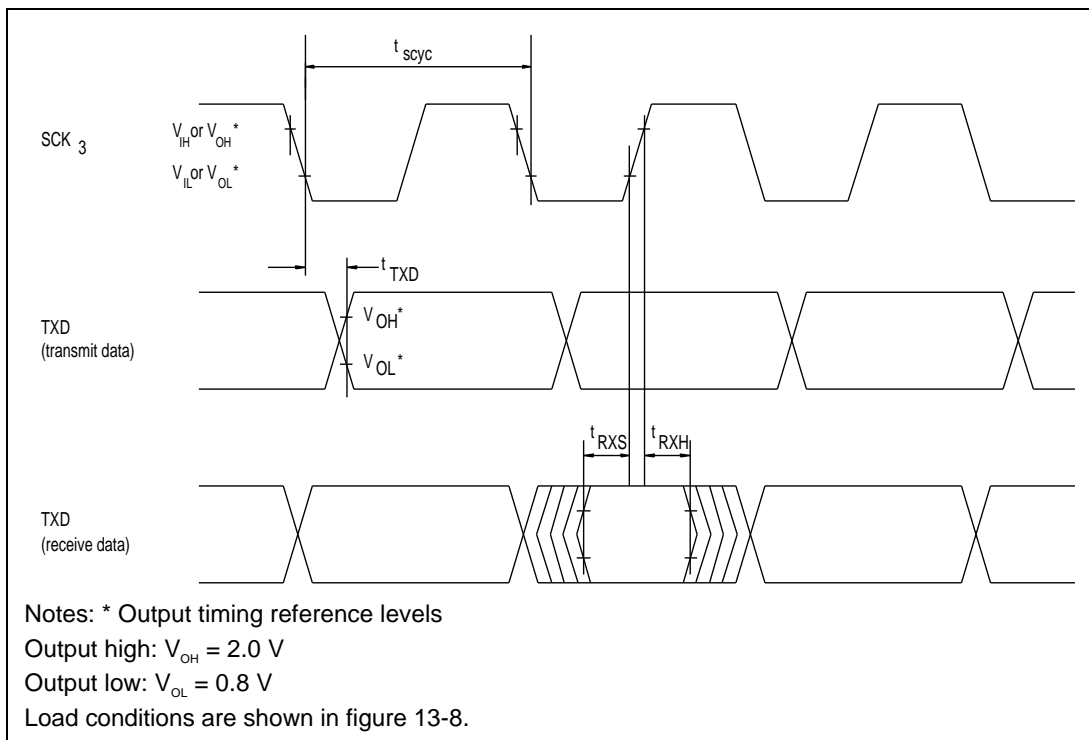 t scyc
SCK 3
V IH or V OH *
V IL or V OL *
t TXD
TXD
(transmit data)
V OH *
V OL *
t RXS
t RXH
TXD
(receive data)
Notes: * Output timing reference levels
Output high: V OH = 2.0 V
Output low: V OL = 0.8 V
Load conditions are shown in figure 13-8.